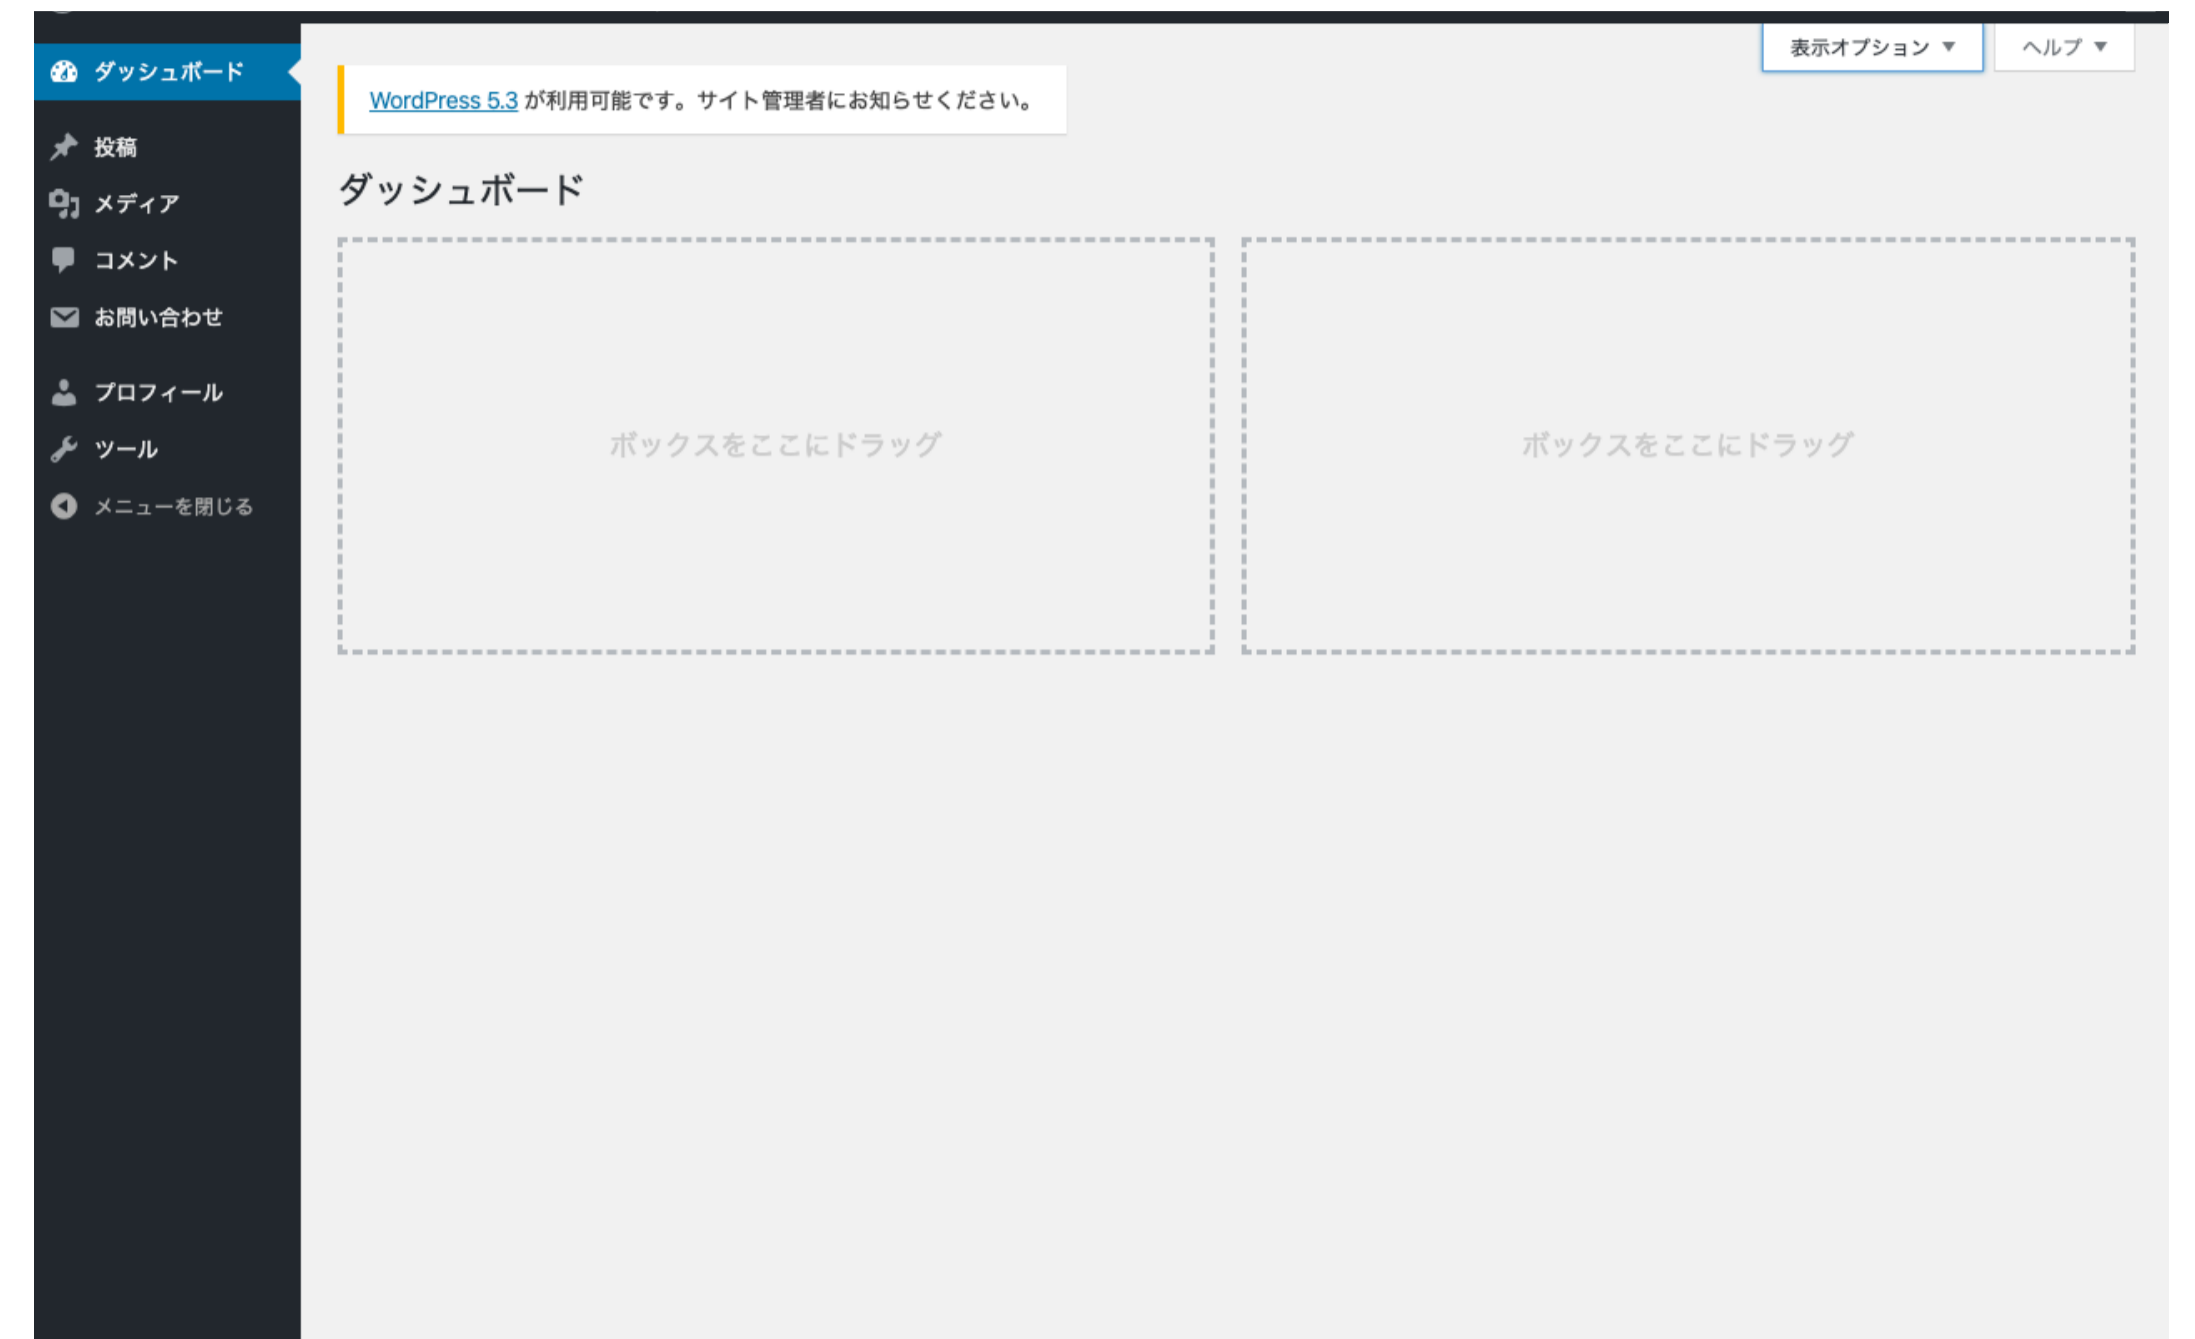 ダッシュボード
投稿
メディア
コメント
お問い合わせ
プロフィール
ツール
メニューを閉じる
表示オプション ▼
ヘルプ ▼
WordPress 5.3 が利用可能です。サイト管理者にお知らせください。
ダッシュボード
ボックスをここにドラッグ
ボックスをここにドラッグ